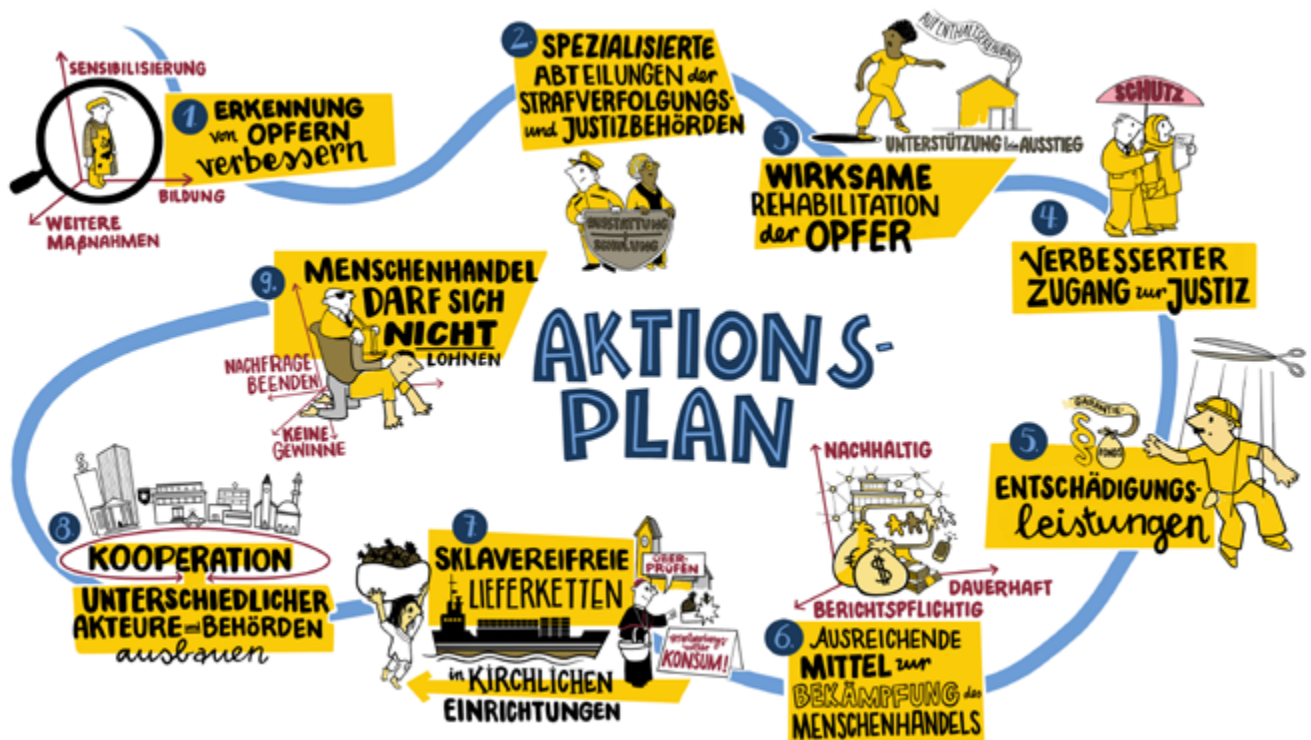 AKTIONS-
PLAN
SENSIBILISIERUNG
BILDUNG
WEITERE
MAßNAHMEN
1.
ERKENNUNG
von OPFERN
verbessern
2.
SPEZIALISIERTE
ABTEILUNGEN der
STRAFVERFOLGUNGS-
und JUSTIZBEHÖRDEN
AUSSTATTUNG
SCHULUNG
AUFENTHALTSERLAUBNIS
UNTERSTÜTZUNG beim AUSSTIEG
3.
WIRKSAME
REHABILITATION
der OPFER
SCHUTZ
4.
VERBESSERTER
ZUGANG zur JUSTIZ
GARANTIE
§
FONDS
5.
ENTSCHÄDIGUNGS-
leistungen
NACHHALTIG
$
DAUERHAFT
BERICHTSPFLICHTIG
6.
AUSREICHENDE
MITTEL zur
BEKÄMPFUNG des
MENSCHENHANDELS
7.
SKLAVEREIFREIE
LIEFERKETTEN
in KIRCHLICHEN
EINRICHTUNGEN
ÜBER-
PRÜFEN
KONSUM!
8.
KOOPERATION
UNTERSCHIEDLICHER
AKTEURE und BEHÖRDEN
ausbauen
9.
MENSCHENHANDEL
DARF SICH
NICHT
LOHNEN
NACHFRAGE
BEENDEN
KEINE
GEWINNE